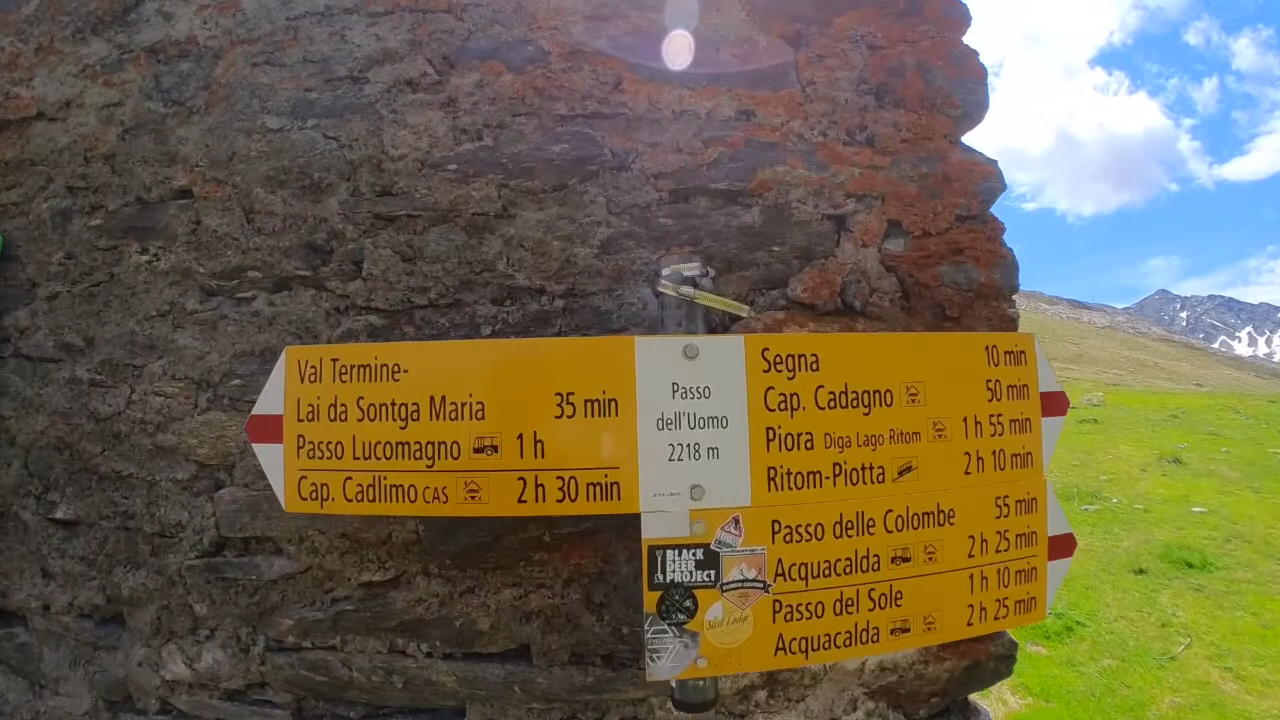 Val Termine-
Lai da Sontga Maria 35 min
Passo Lucomagno 1 h
Cap. Cadlimo CAS 2 h 30 min
Passo
dell'Uomo
2218 m
Segna 10 min
Cap. Cadagno 50 min
Piora Diga Lago Ritom 1 h 55 min
Ritom-Piotta 2 h 10 min
Passo delle Colombe 55 min
Acquacalda 2 h 25 min
Passo del Sole 1 h 10 min
Acquacalda 2 h 25 min
BLACK
DEER
PROJECT
Süsi Lodge